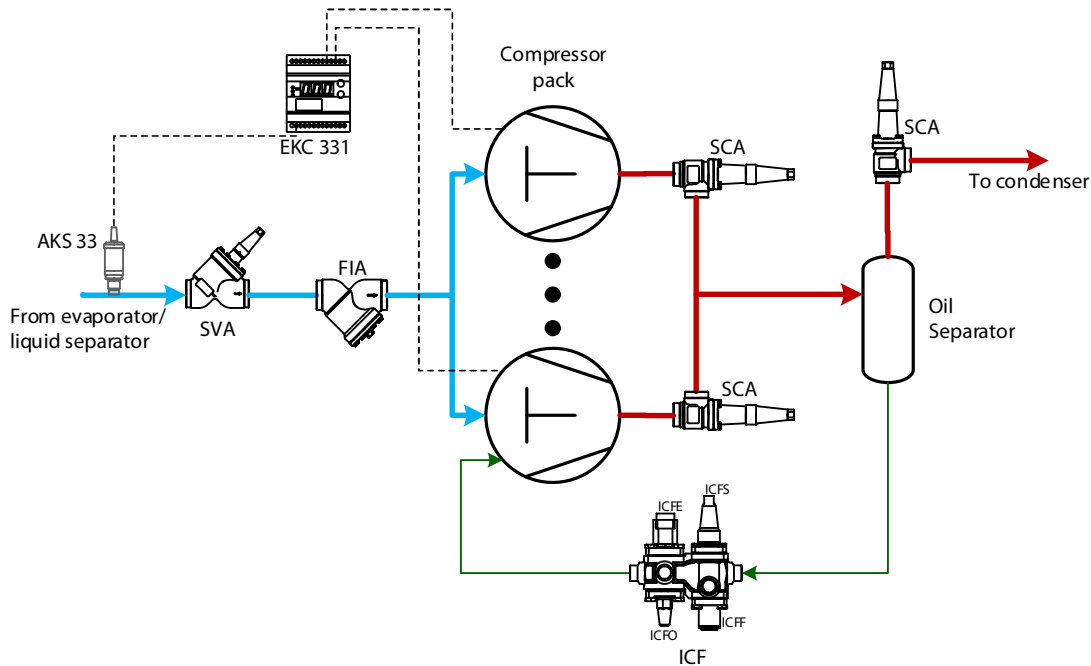 Compressor
pack
EKC 331
SCA
SCA
To condenser
AKS 33
FIA
From evaporator/
liquid separator
SVA
Oil
Separator
SCA
ICFE
ICFS
ICFO
ICFF
ICF